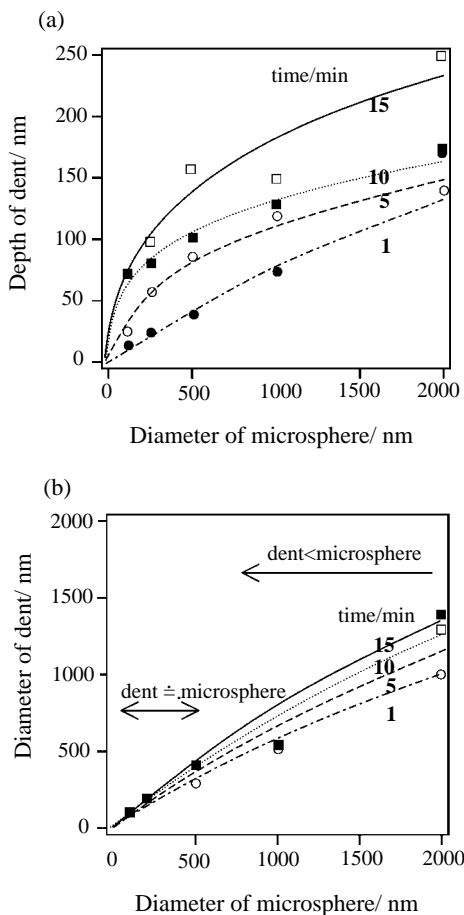 (a)
250
time/min
200
15
150
10
5
100
1
50
0
0 500 1000 1500 2000
Depth of dent/ nm
Diameter of microsphere/ nm
(b)
2000
dent<microsphere
1500
time/min
15
10
1000
dent ≐ microsphere
5
1
500
0
0 500 1000 1500 2000
Diameter of dent/ nm
Diameter of microsphere/ nm